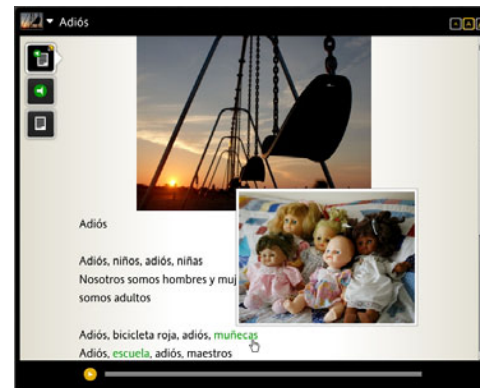 Adiós
Adiós
Adiós, niños, adiós, niñas
Nosotros somos hombres y muj
somos adultos
Adiós, bicicleta roja, adiós, muñecas
Adiós, escuela, adiós, maestros